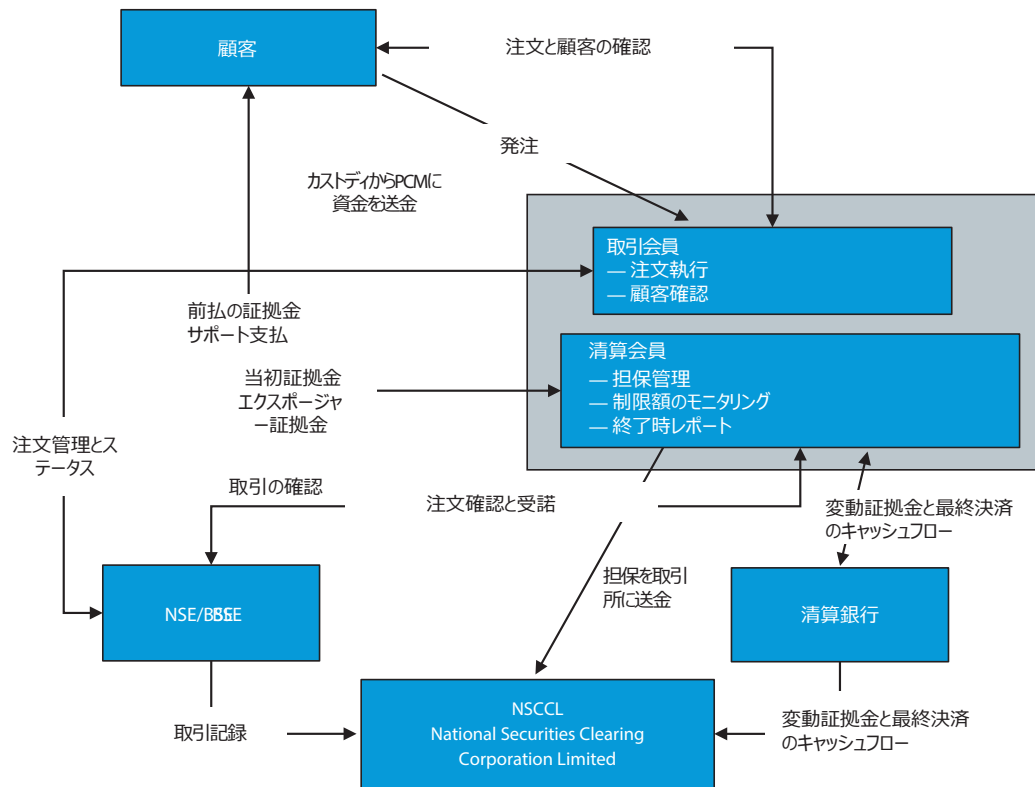 顧客
注文と顧客の確認
発注
カストディからPCMに
資金を送金
取引会員
— 注文執行
— 顧客確認
前払の証拠金
サポート支払
清算会員
— 担保管理
— 制限額のモニタリング
— 終了時レポート
当初証拠金
エクスポージャ
ー証拠金
注文管理とス
テータス
取引の確認
注文確認と受諾
変動証拠金と最終決済
のキャッシュフロー
担保を取引
所に送金
NSE/BSE
清算銀行
取引記録
NSCCL
National Securities Clearing
Corporation Limited
変動証拠金と最終決済
のキャッシュフロー